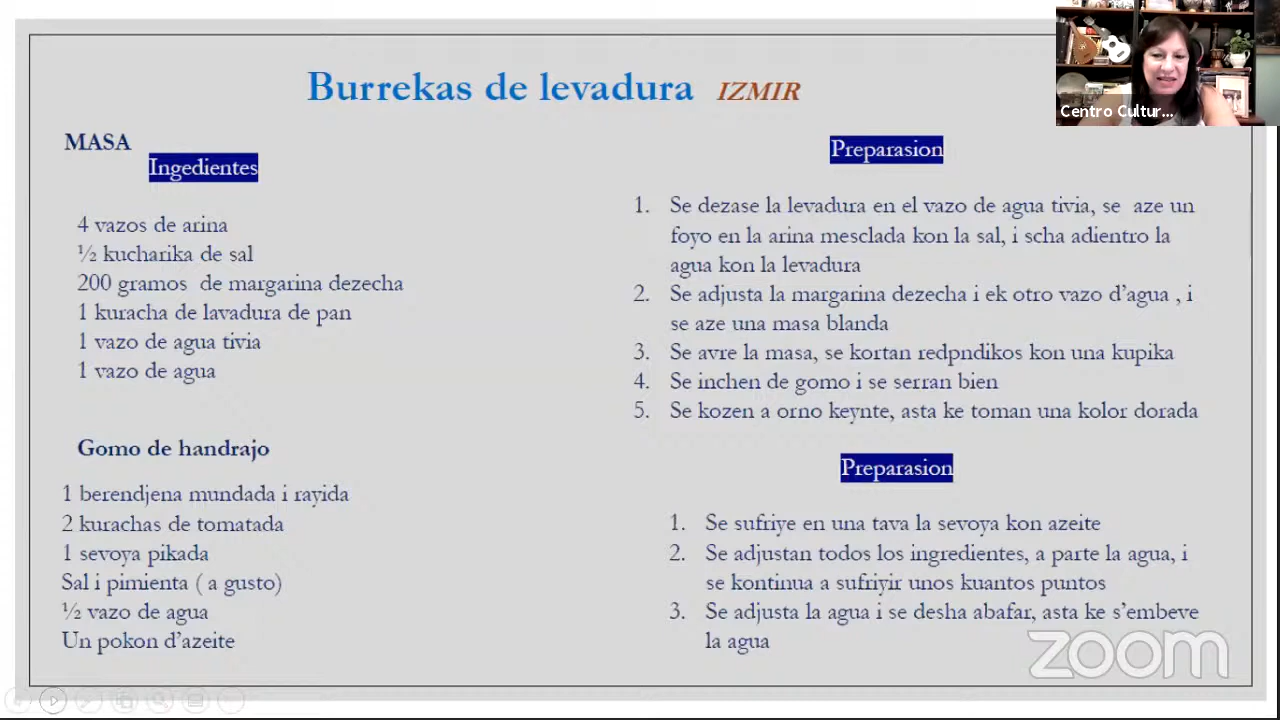 Burrekas de levadura IZMIR
MASA
Ingedientes
4 vazos de arina
½ kucharika de sal
200 gramos de margarina dezecha
1 kuracha de lavadura de pan
1 vazo de agua tivia
1 vazo de agua
Gomo de handrajo
1 berendjena mundada i rayida
2 kurachas de tomatada
1 sevoya pikada
Sal i pimienta ( a gusto)
½ vazo de agua
Un pokon d’azeite
Preparasion
1. Se dezase la levadura en el vazo de agua tivia, se aze un
foyo en la arina mesclada kon la sal, i scha adientro la
agua kon la levadura
2. Se adjusta la margarina dezecha i ek otro vazo d’agua , i
se aze una masa blanda
3. Se avre la masa, se kortan redpndikos kon una kupika
4. Se inchen de gomo i se serran bien
5. Se kozen a orno keynte, asta ke toman una kolor dorada
Preparasion
1. Se sufriye en una tava la sevoya kon azeite
2. Se adjustan todos los ingredientes, a parte la agua, i
se kontinua a sufriyir unos kuantos puntos
3. Se adjusta la agua i se desha abafar, asta ke s’embeve
la agua
Centro Cultur...
zoom